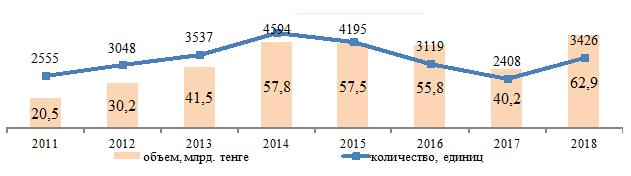 2555 3048 3537 4594 4195 3119 2408 3426
20,5 30,2 41,5 57,8 57,5 55,8 40,2 62,9
2011 2012 2013 2014 2015 2016 2017 2018
объем, млрд. тенге количество, единиц